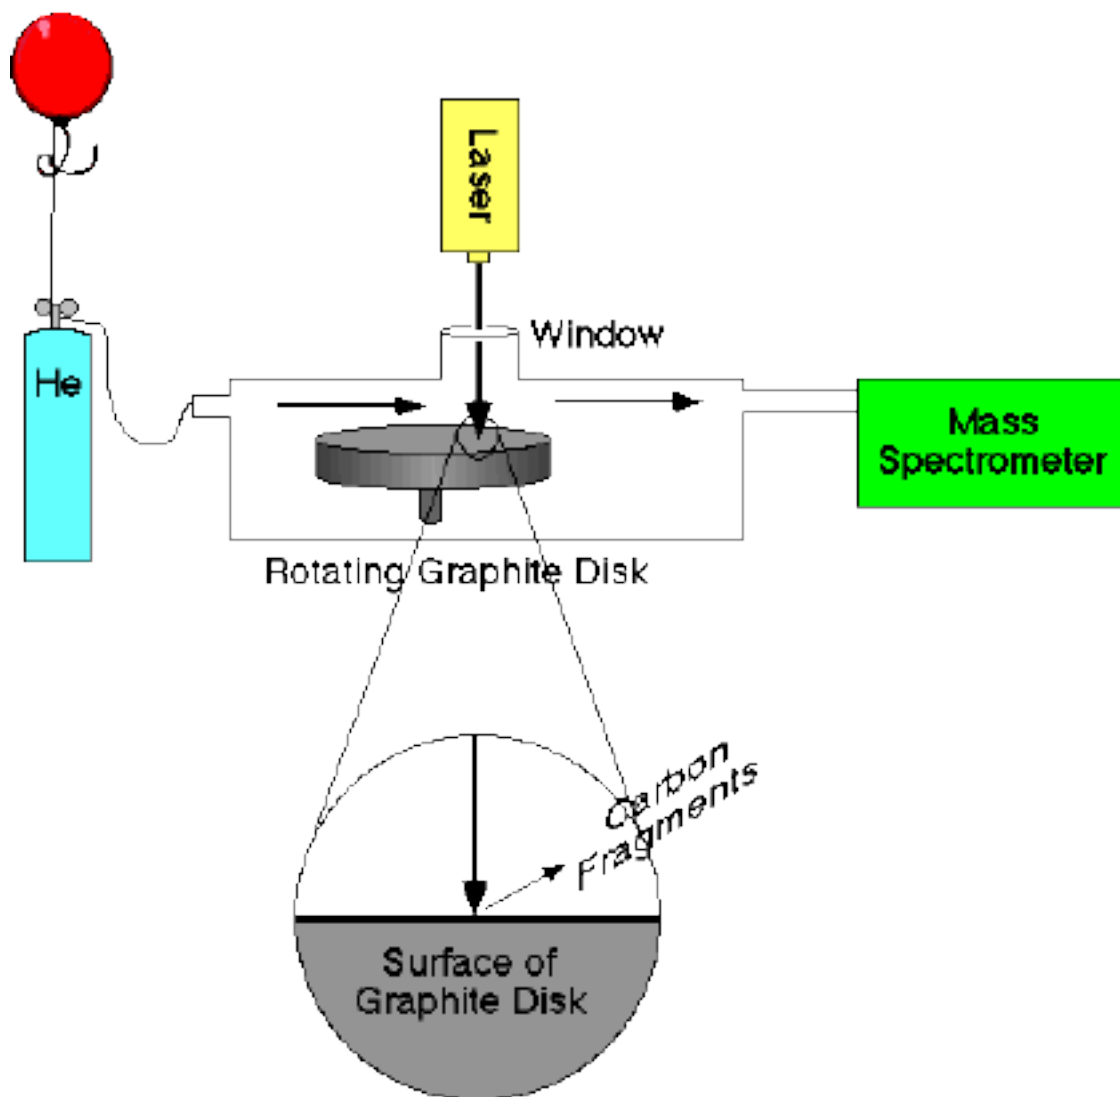 Laser
Window
He
Mass
Spectrometer
Rotating Graphite Disk
Carbon
Fragments
Surface of
Graphite Disk